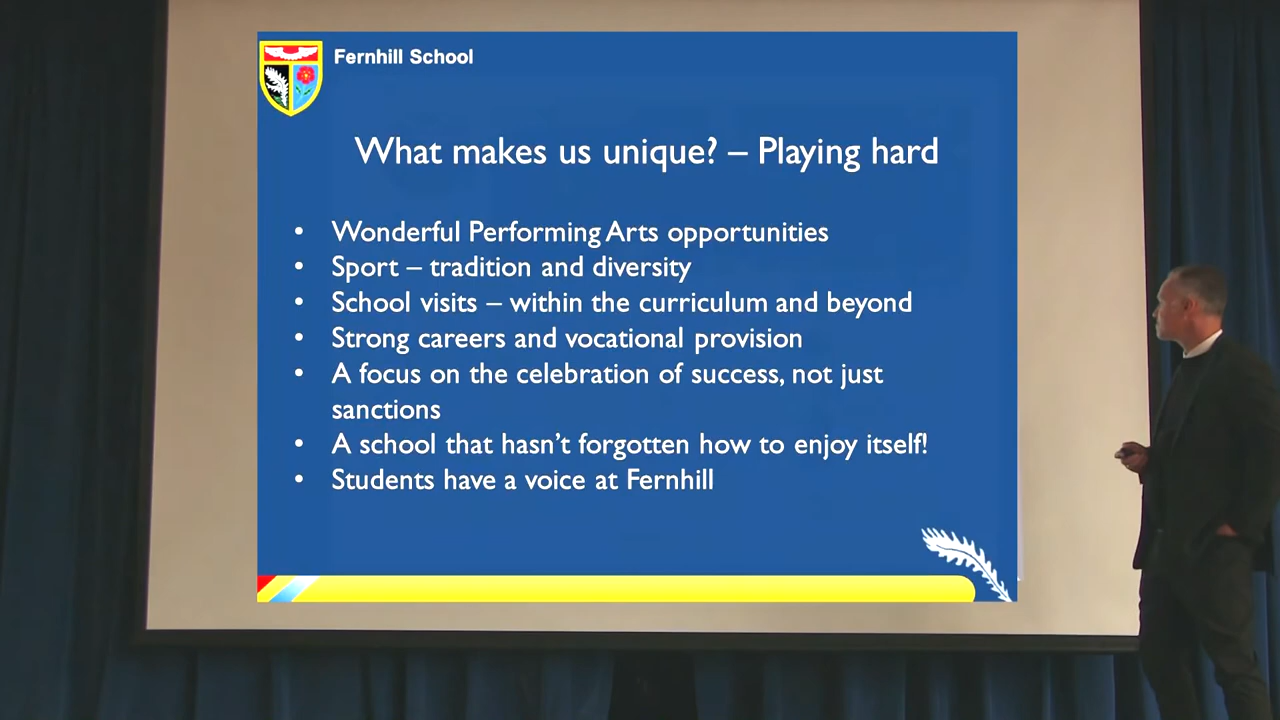 Fernhill School
What makes us unique? – Playing hard
• Wonderful Performing Arts opportunities
• Sport – tradition and diversity
• School visits – within the curriculum and beyond
• Strong careers and vocational provision
• A focus on the celebration of success, not just
sanctions
• A school that hasn't forgotten how to enjoy itself!
• Students have a voice at Fernhill